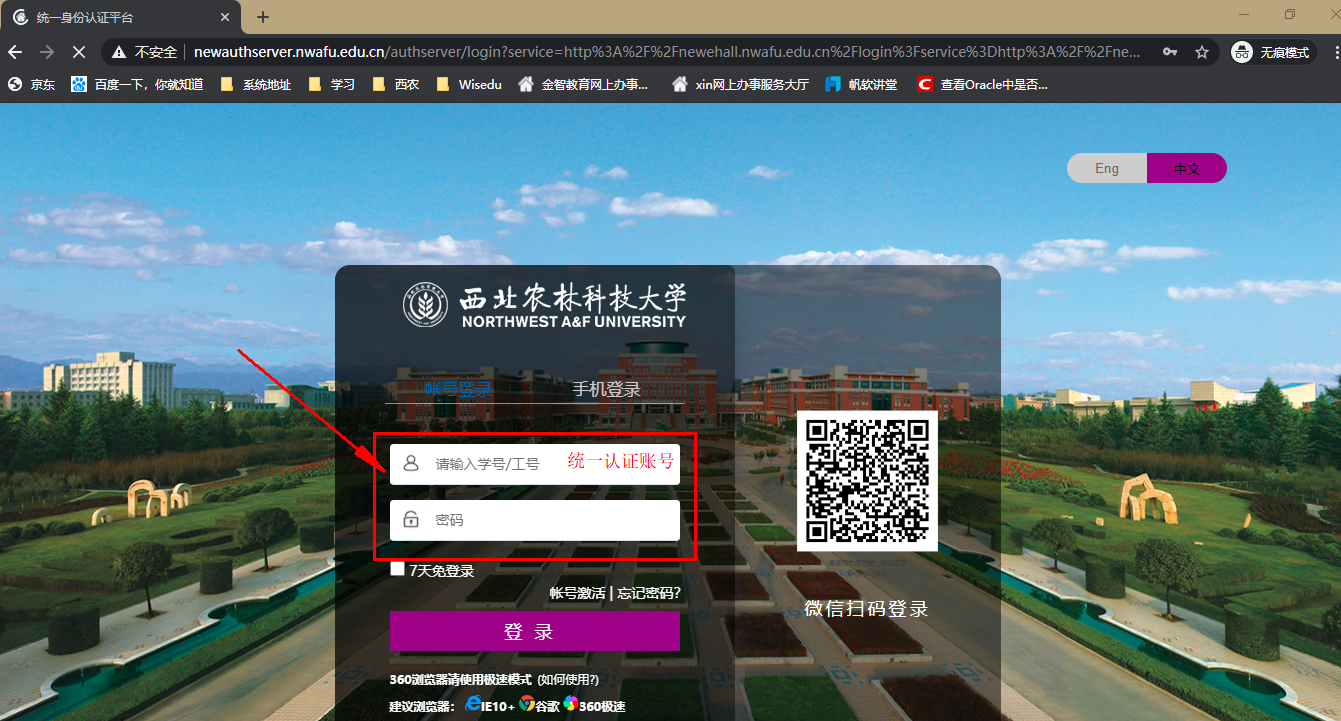 统一身份认证平台
不安全 | newauthserver.nwafu.edu.cn/authserver/login?service=http%3A%2F%2Fnewehall.nwafu.edu.cn%2Flogin%3Fservice%3Dhttp%3A%2F%2Fne... 无痕模式
京东 百度一下，你就知道 系统地址 学习 西农 Wisedu 金智教育网上办事... xin网上办事服务大厅 帆软讲堂 查看Oracle中是否...
Eng 中文
西北农林科技大学
NORTHWEST A&F UNIVERSITY
帐号登录 手机登录
请输入学号/工号 统一认证账号
密码
7天免登录
帐号激活 | 忘记密码?
登 录
微信扫码登录
360浏览器请使用极速模式 (如何使用?)
建议浏览器： IE10+ 谷歌 360极速